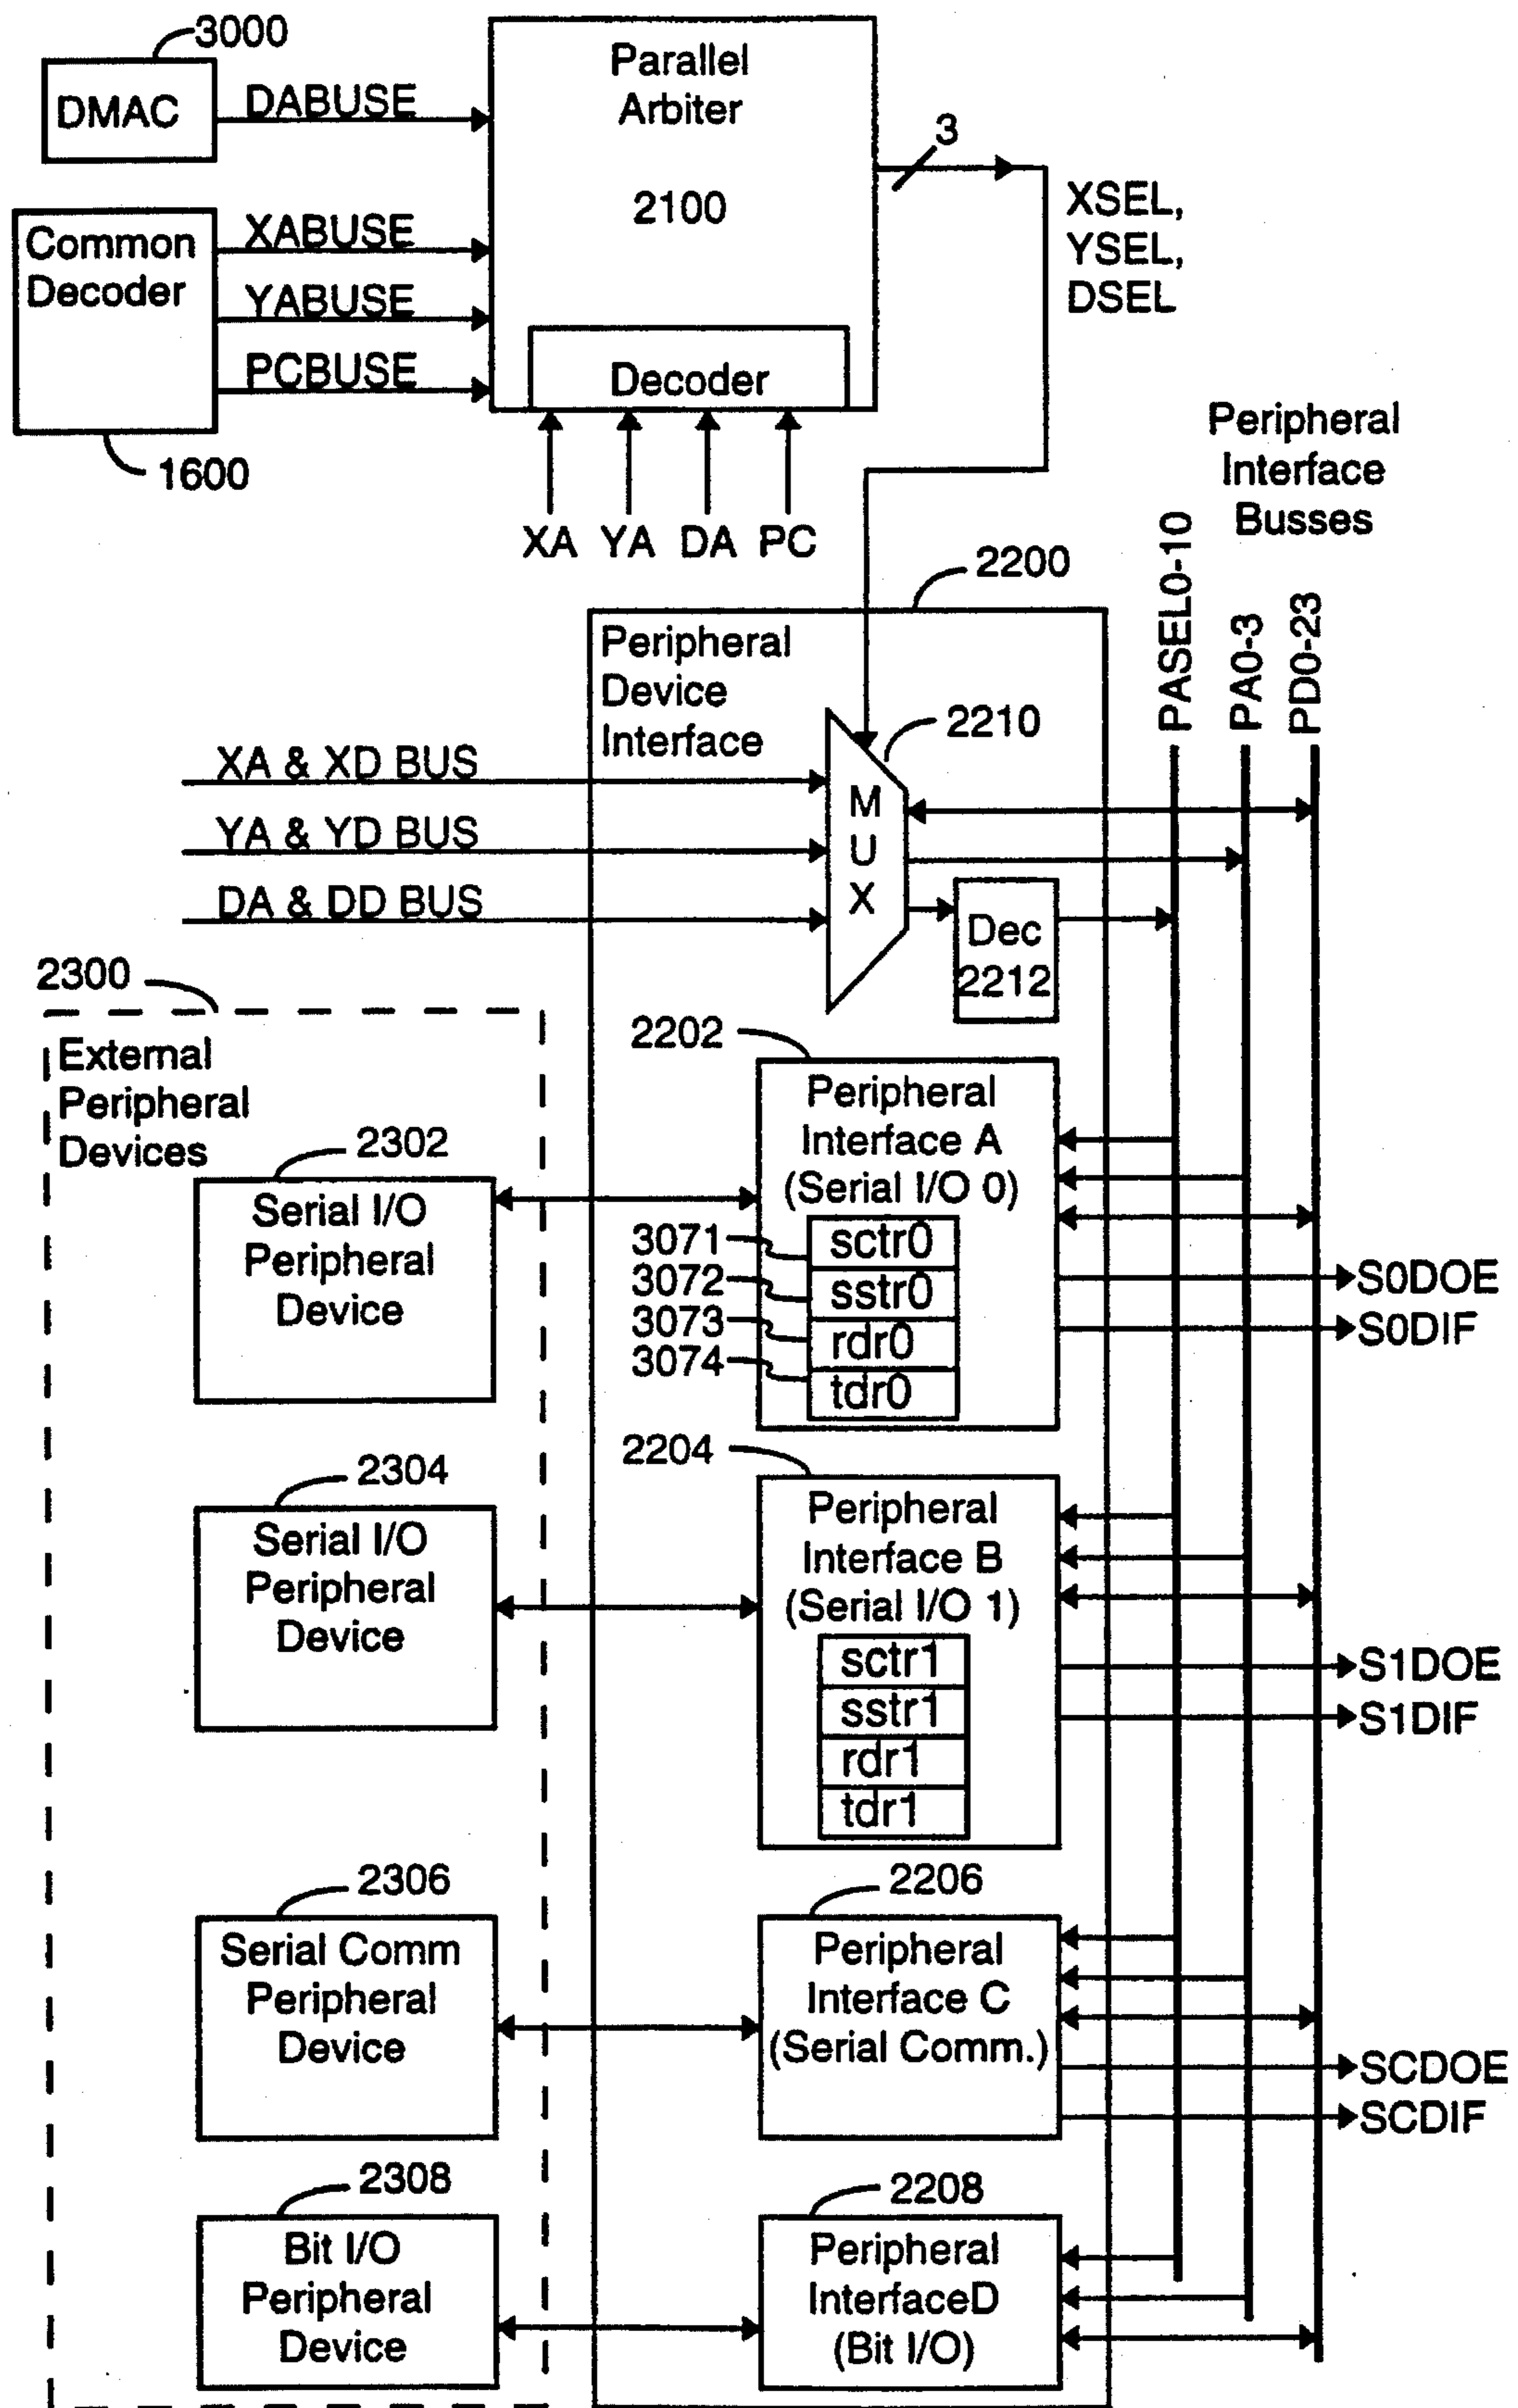 3000
DMAC
DABUSE
Parallel
Arbiter
2100
3
XSEL,
YSEL,
DSEL
Common
Decoder
XABUSE
YABUSE
PCBUSE
Decoder
1600
XA YA DA PC
Peripheral
Interface
Busses
PASEL0-10
PA0-3
PD0-23
2200
Peripheral
Device
Interface
2210
XA & XD BUS
YA & YD BUS
DA & DD BUS
M
U
X
Dec
2212
2300
External
Peripheral
Devices
2202
Peripheral
Interface A
(Serial I/O 0)
2302
Serial I/O
Peripheral
Device
3071
3072
3073
3074
sctr0
sstr0
rdr0
tdr0
S0DOE
S0DIF
2304
Serial I/O
Peripheral
Device
2204
Peripheral
Interface B
(Serial I/O 1)
sctr1
sstr1
rdr1
tdr1
S1DOE
S1DIF
2306
Serial Comm
Peripheral
Device
2206
Peripheral
Interface C
(Serial Comm.)
SCDOE
SCDIF
2308
Bit I/O
Peripheral
Device
2208
Peripheral
InterfaceD
(Bit I/O)